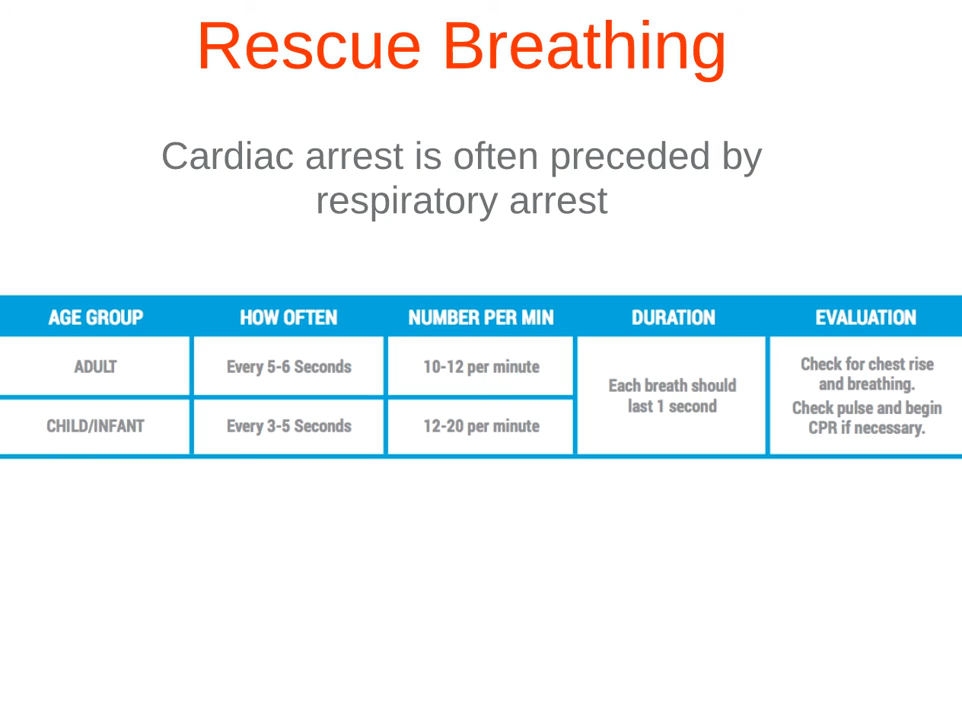 Rescue Breathing
Cardiac arrest is often preceded by
respiratory arrest
AGE GROUP HOW OFTEN NUMBER PER MIN DURATION EVALUATION
ADULT Every 5-6 Seconds 10-12 per minute
CHILD/INFANT Every 3-5 Seconds 12-20 per minute
Each breath should
last 1 second
Check for chest rise
and breathing.
Check pulse and begin
CPR if necessary.